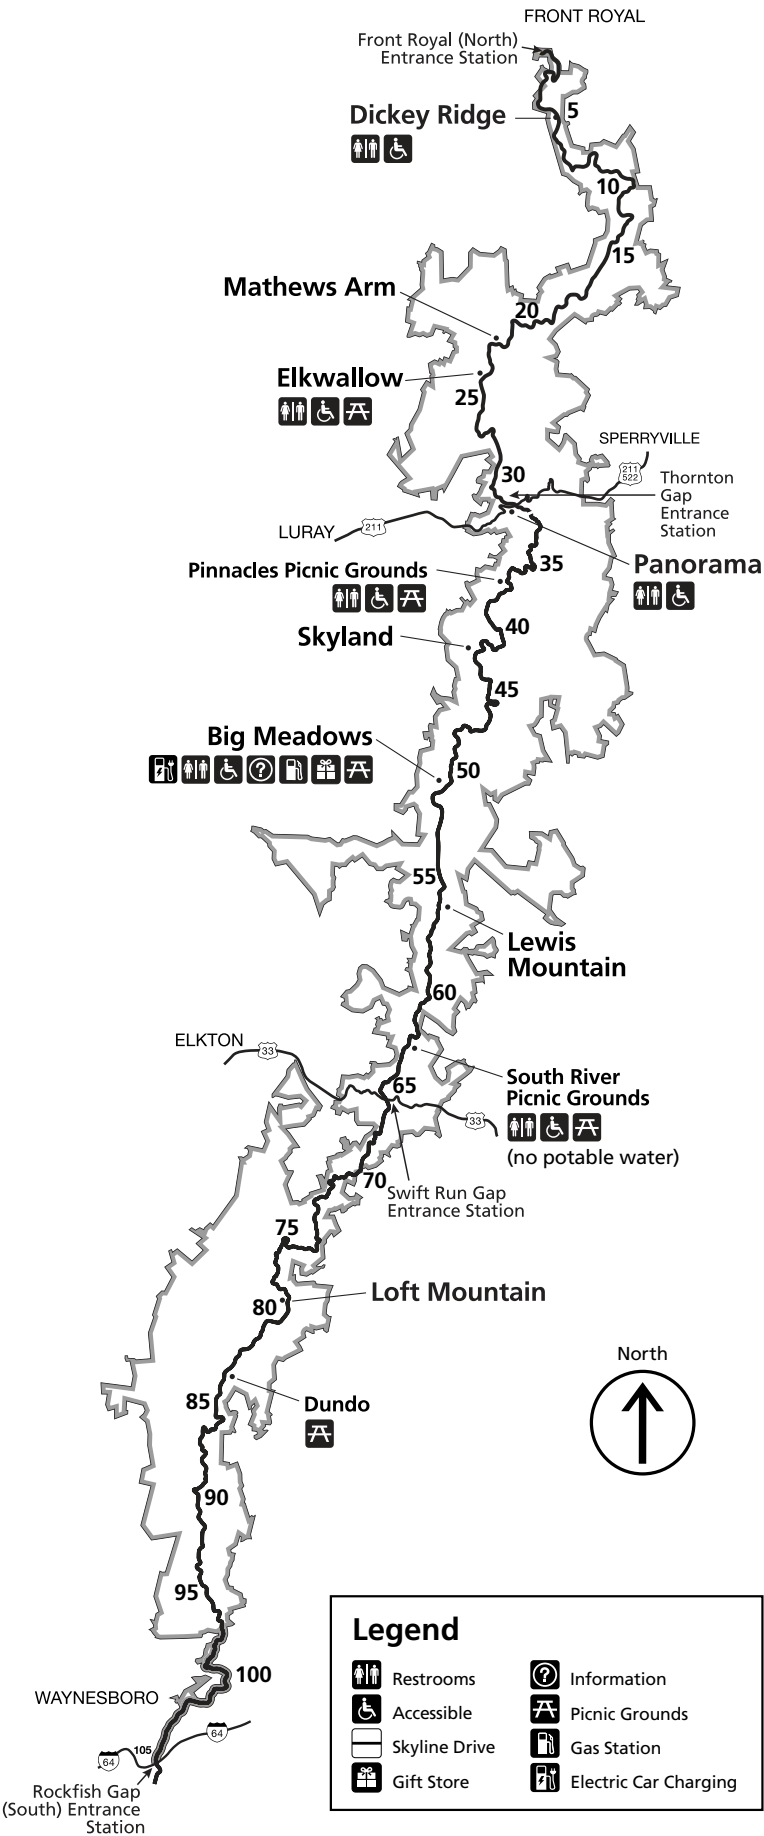 FRONT ROYAL
Front Royal (North)
Entrance Station
5
Dickey Ridge
10
15
Mathews Arm
20
Elkwallow
25
SPERRYVILLE
211
522
30
Thornton
Gap
Entrance
Station
LURAY
211
35
Panorama
Pinnacles Picnic Grounds
40
Skyland
45
Big Meadows
?
50
55
Lewis
Mountain
60
ELKTON
33
65
South River
Picnic Grounds
33
(no potable water)
70
Swift Run Gap
Entrance Station
75
Loft Mountain
80
North
85
Dundo
90
95
100
WAYNESBORO
64
105
64
Rockfish Gap
(South) Entrance
Station
Legend
Restrooms
? Information
Accessible
Picnic Grounds
Skyline Drive
Gas Station
Gift Store
Electric Car Charging